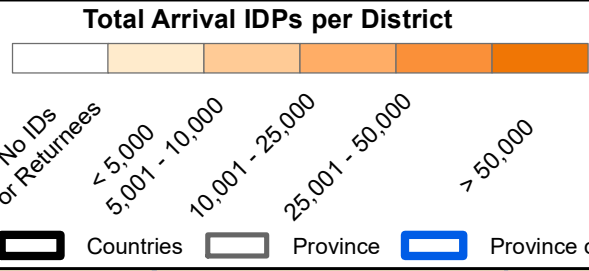 Total Arrival IDPs per District
No IDs
or Returnees
< 5,000
5,001 - 10,000
10,001 - 25,000
25,001 - 50,000
> 50,000
Countries
Province
Province